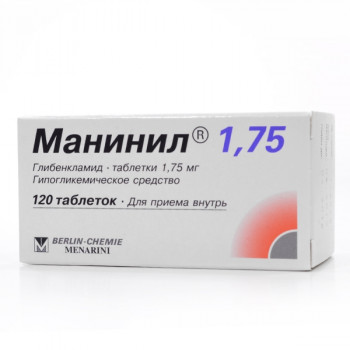 Манинил® 1,75
Глибенкламид · таблетки 1,75 мг
Гипогликемическое средство
120 таблеток · Для приема внутрь
BERLIN-CHEMIE
MENARINI